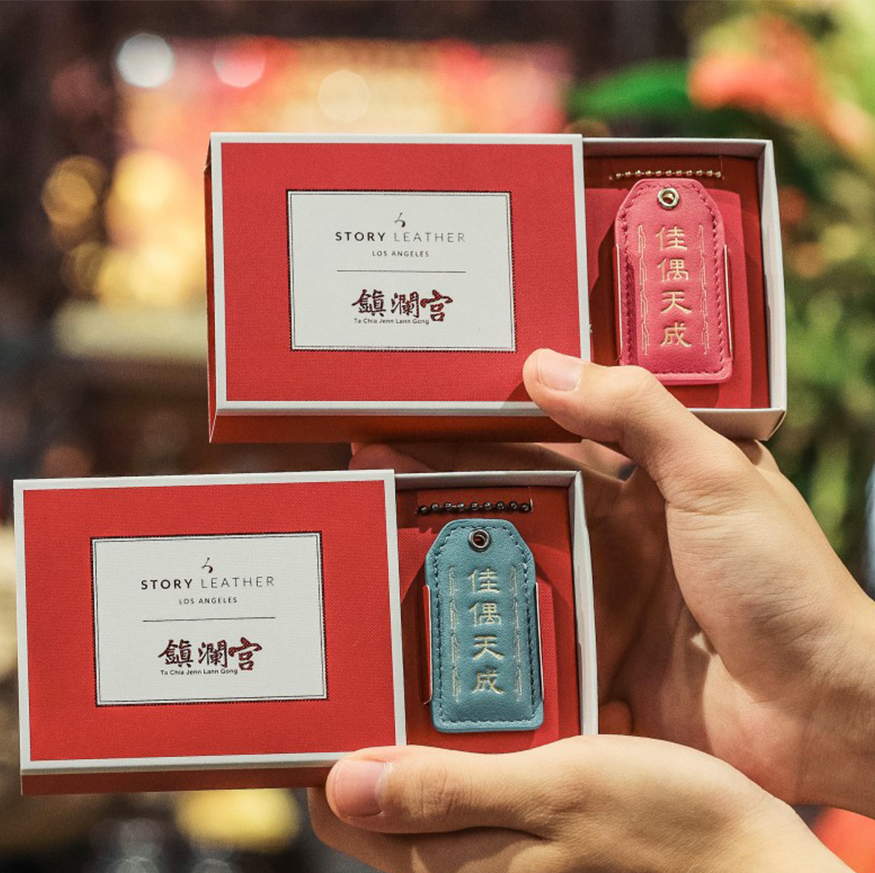 STORY LEATHER
LOS ANGELES
鎮瀾宮
Ta Chia Jenn Lann Gong
佳偶天成
STORY LEATHER
LOS ANGELES
鎮瀾宮
Ta Chia Jenn Lann Gong
佳偶天成